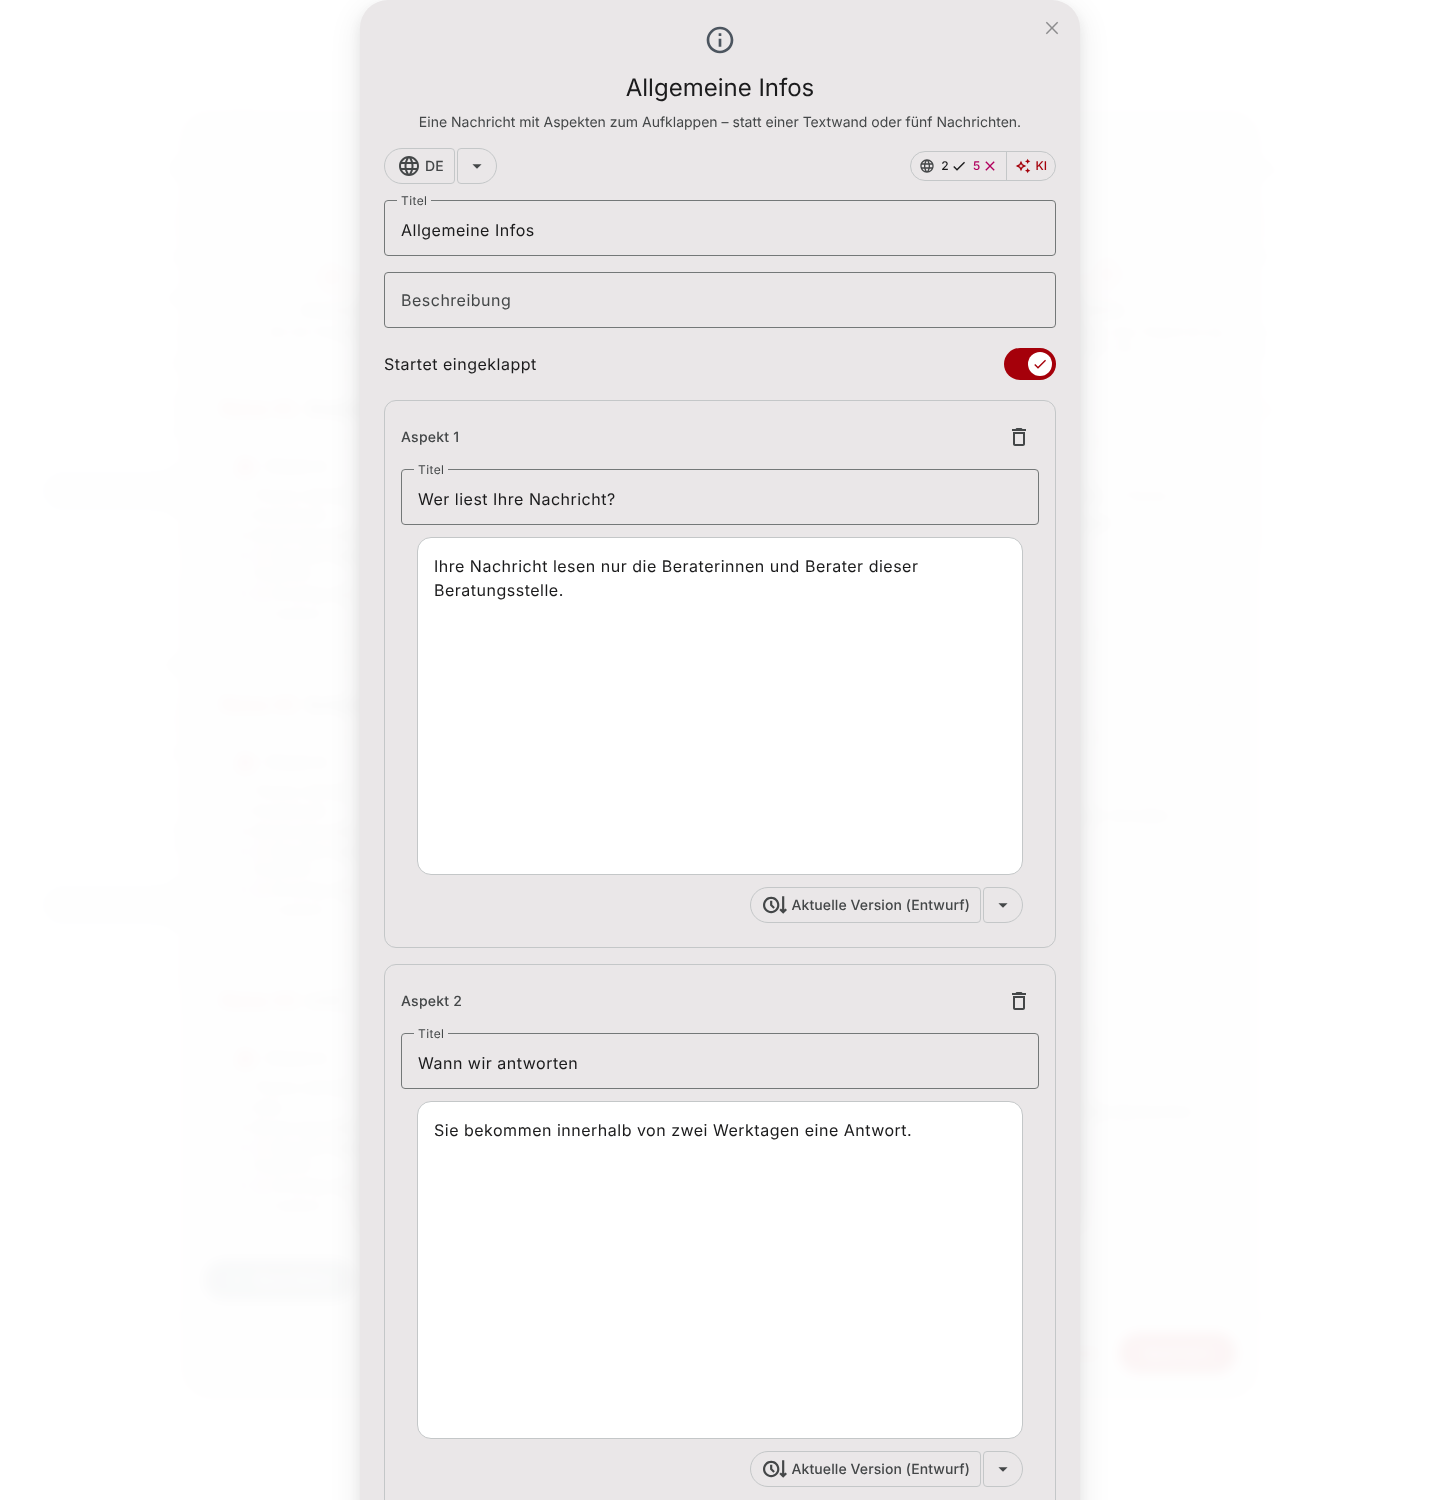 Allgemeine Infos
Eine Nachricht mit Aspekten zum Aufklappen – statt einer Textwand oder fünf Nachrichten.
DE
2 5 KI
Titel
Allgemeine Infos
Beschreibung
Startet eingeklappt
Aspekt 1
Titel
Wer liest Ihre Nachricht?
Ihre Nachricht lesen nur die Beraterinnen und Berater dieser
Beratungsstelle.
Aktuelle Version (Entwurf)
Aspekt 2
Titel
Wann wir antworten
Sie bekommen innerhalb von zwei Werktagen eine Antwort.
Aktuelle Version (Entwurf)